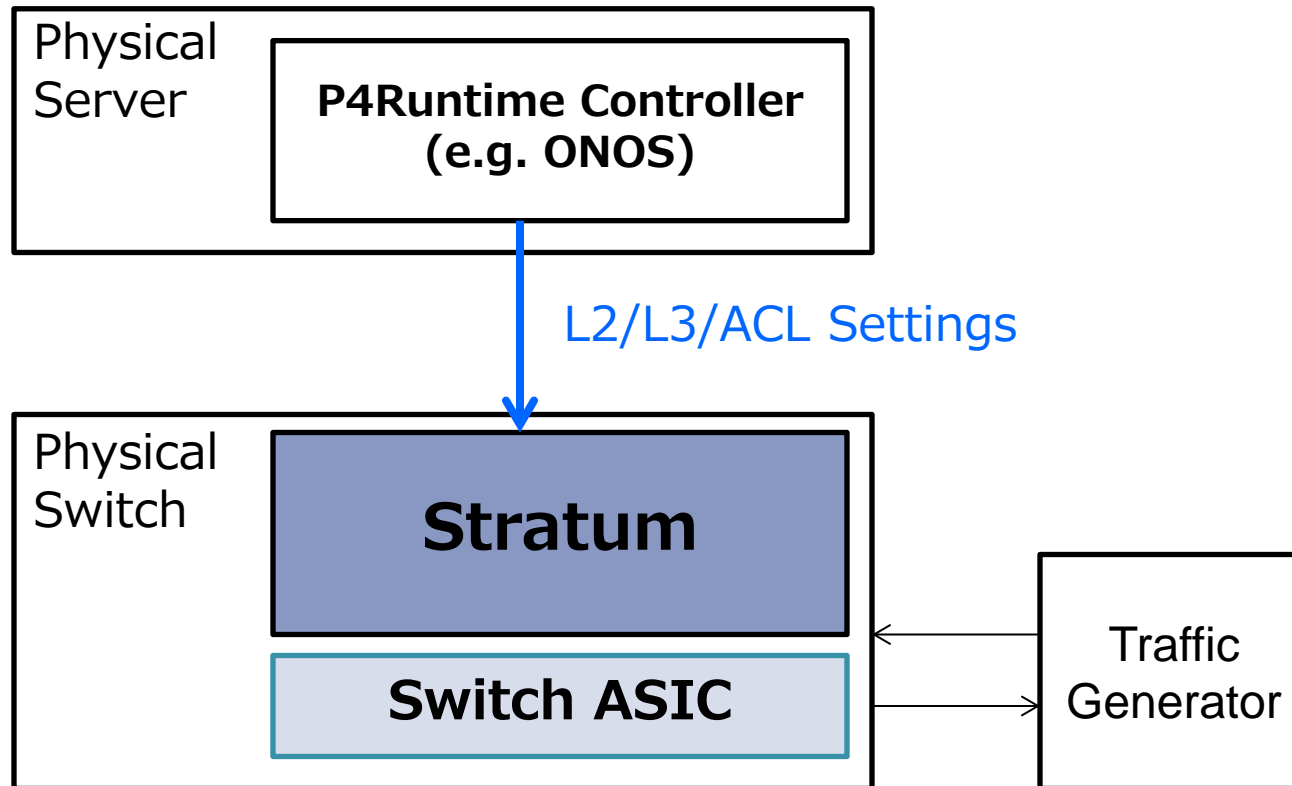 Physical
Server
P4Runtime Controller
(e.g. ONOS)
L2/L3/ACL Settings
Physical
Switch
Stratum
Switch ASIC
Traffic
Generator